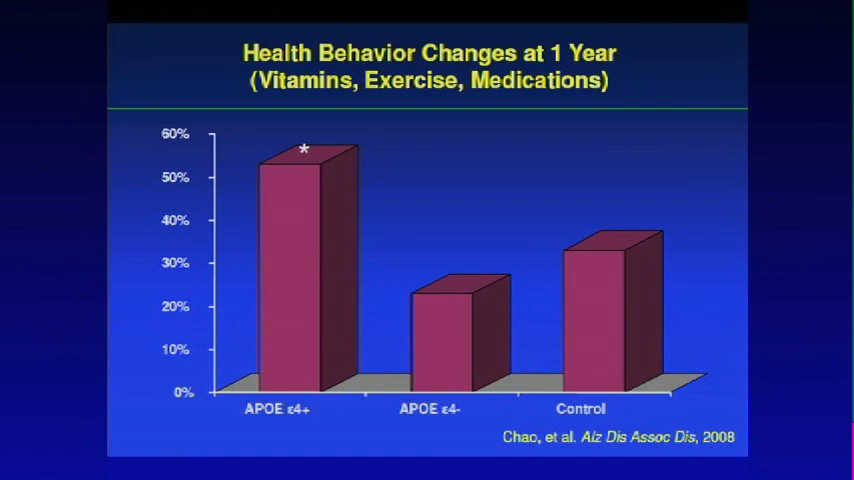 Health Behavior Changes at 1 Year
(Vitamins, Exercise, Medications)
60%
50%
40%
30%
20%
10%
0%
*
APOE ε4+
APOE ε4-
Control
Chao, et al. Alz Dis Assoc Dis, 2008